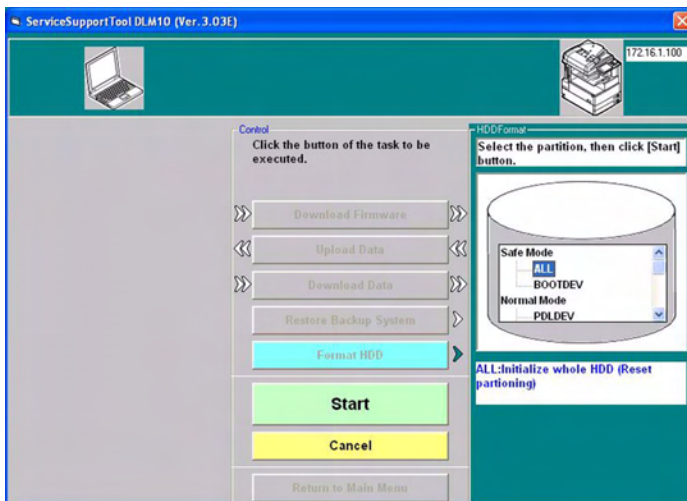 ServiceSupportTool DLM10 (Ver.3.03E)
172.16.1.100
Control
Click the button of the task to be
executed.
Download Firmware
Upload Data
Download Data
Restore Backup System
Format HDD
Start
Cancel
Return to Main Menu
HDDFormat
Select the partition, then click [Start]
button.
Safe Mode
ALL
BOOTDEV
Normal Mode
PDLDEV
ALL:Initialize whole HDD (Reset
partioning)